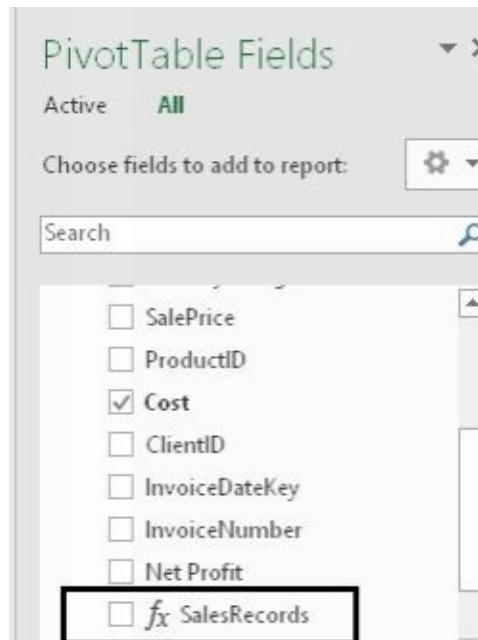 PivotTable Fields
Active All
Choose fields to add to report:
Search
SalePrice
ProductID
Cost
ClientID
InvoiceDateKey
InvoiceNumber
Net Profit
fx SalesRecords